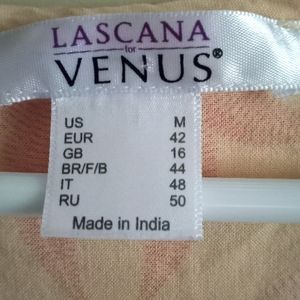 LASCANA
for
VENUS®
US M
EUR 42
GB 16
BR/F/B 44
IT 48
RU 50
Made in India